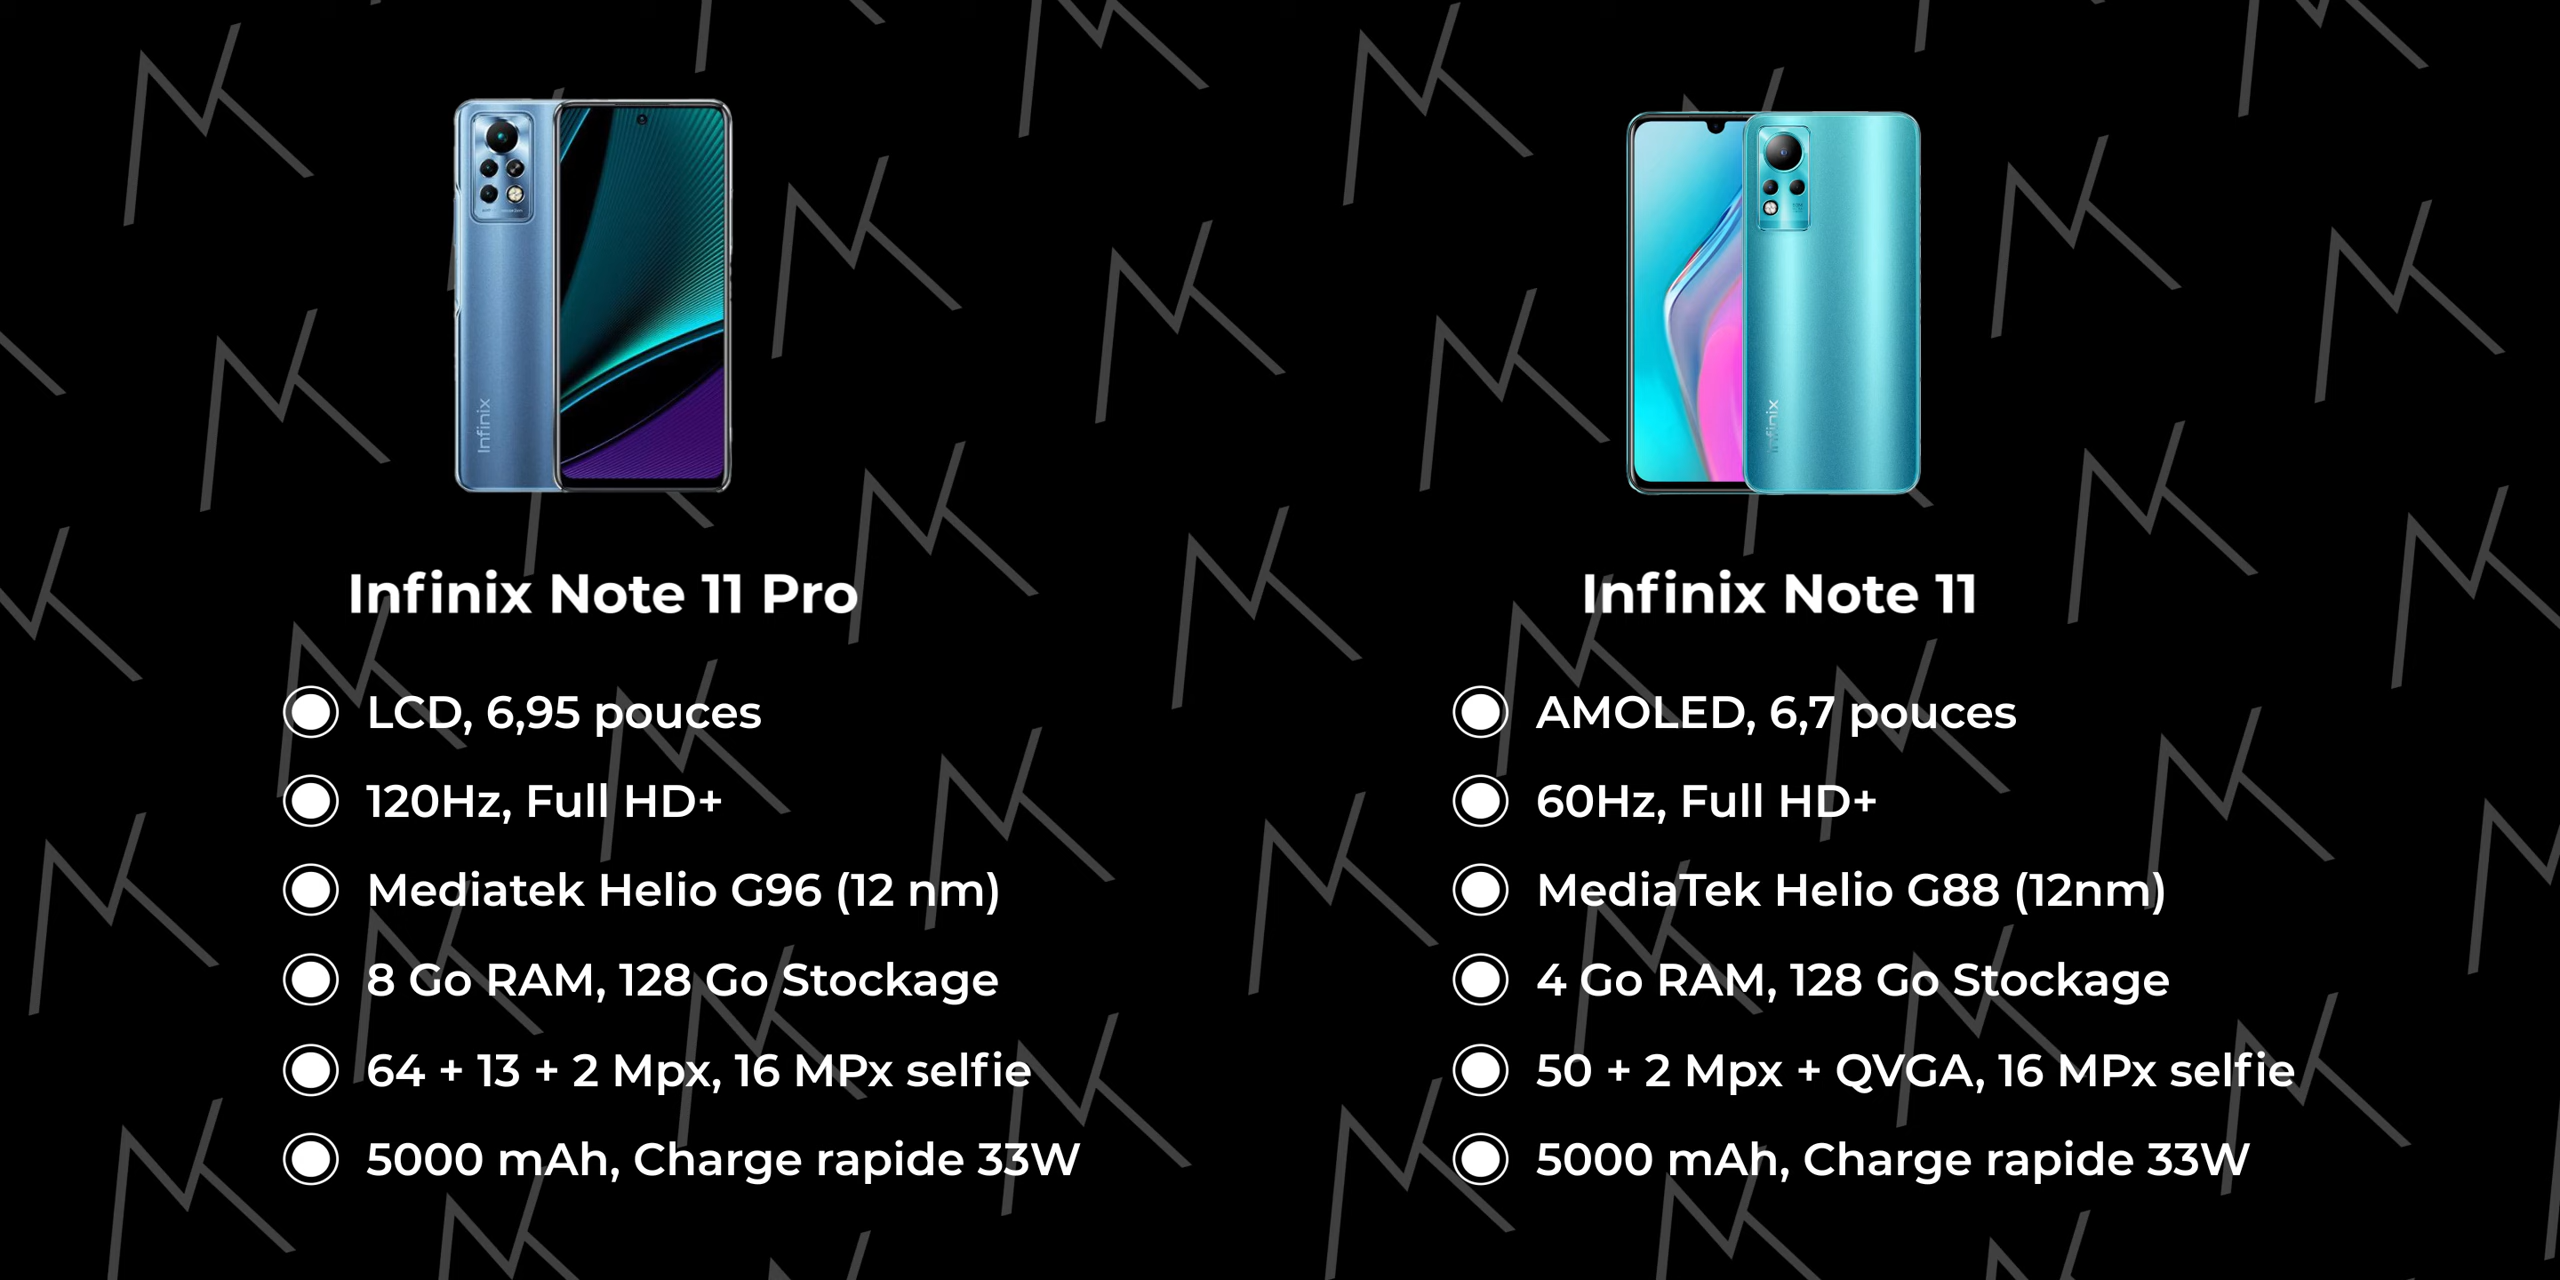 Infinix
Infinix
Infinix Note 11 Pro
LCD, 6,95 pouces
120Hz, Full HD+
Mediatek Helio G96 (12 nm)
8 Go RAM, 128 Go Stockage
64 + 13 + 2 Mpx, 16 MPx selfie
5000 mAh, Charge rapide 33W
Infinix Note 11
AMOLED, 6,7 pouces
60Hz, Full HD+
MediaTek Helio G88 (12nm)
4 Go RAM, 128 Go Stockage
50 + 2 Mpx + QVGA, 16 MPx selfie
5000 mAh, Charge rapide 33W